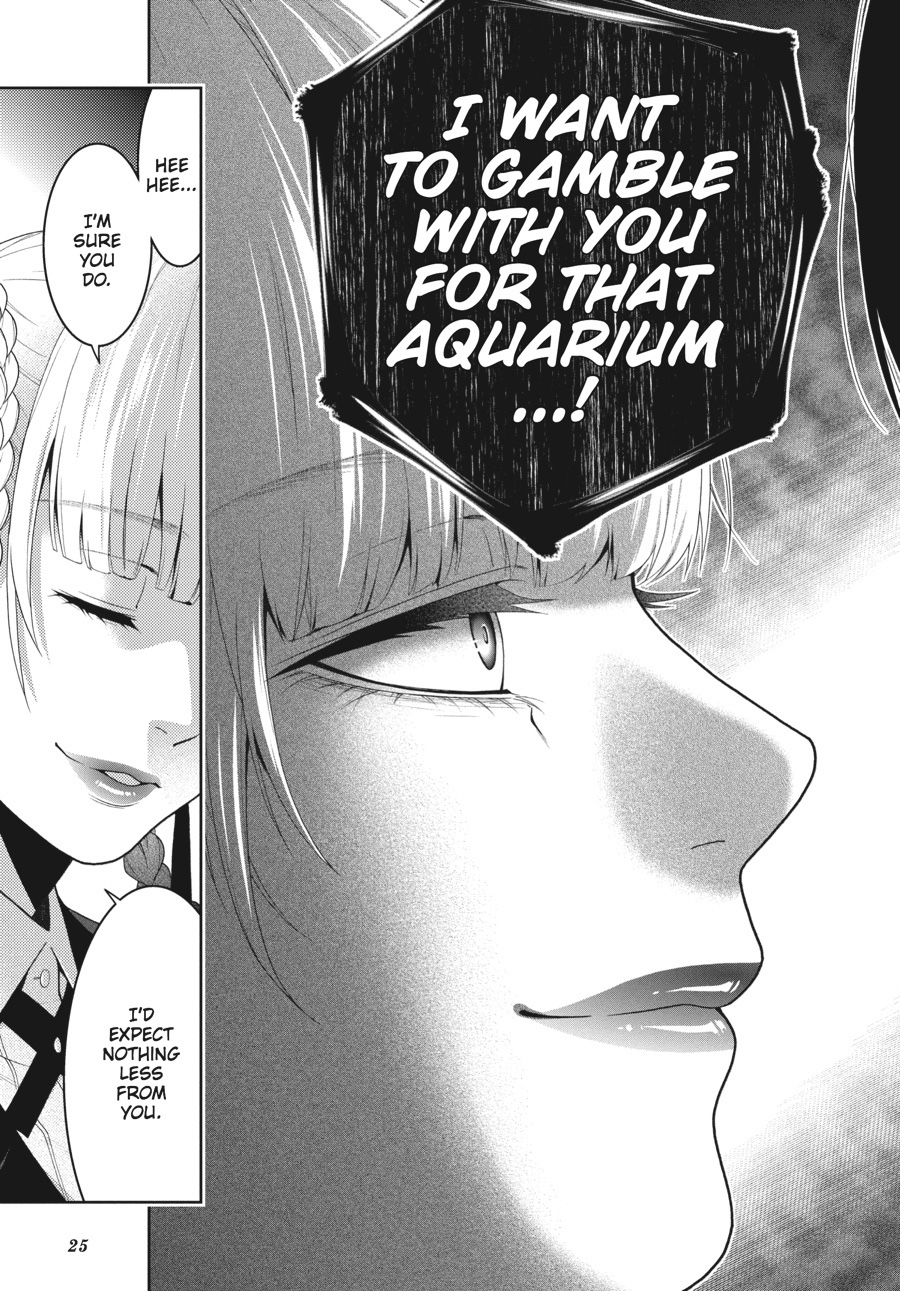 I WANT
TO GAMBLE
WITH YOU
FOR THAT
AQUARIUM
...!
HEE
HEE...
I'M
SURE
YOU
DO.
I'D
EXPECT
NOTHING
LESS
FROM
YOU.
25